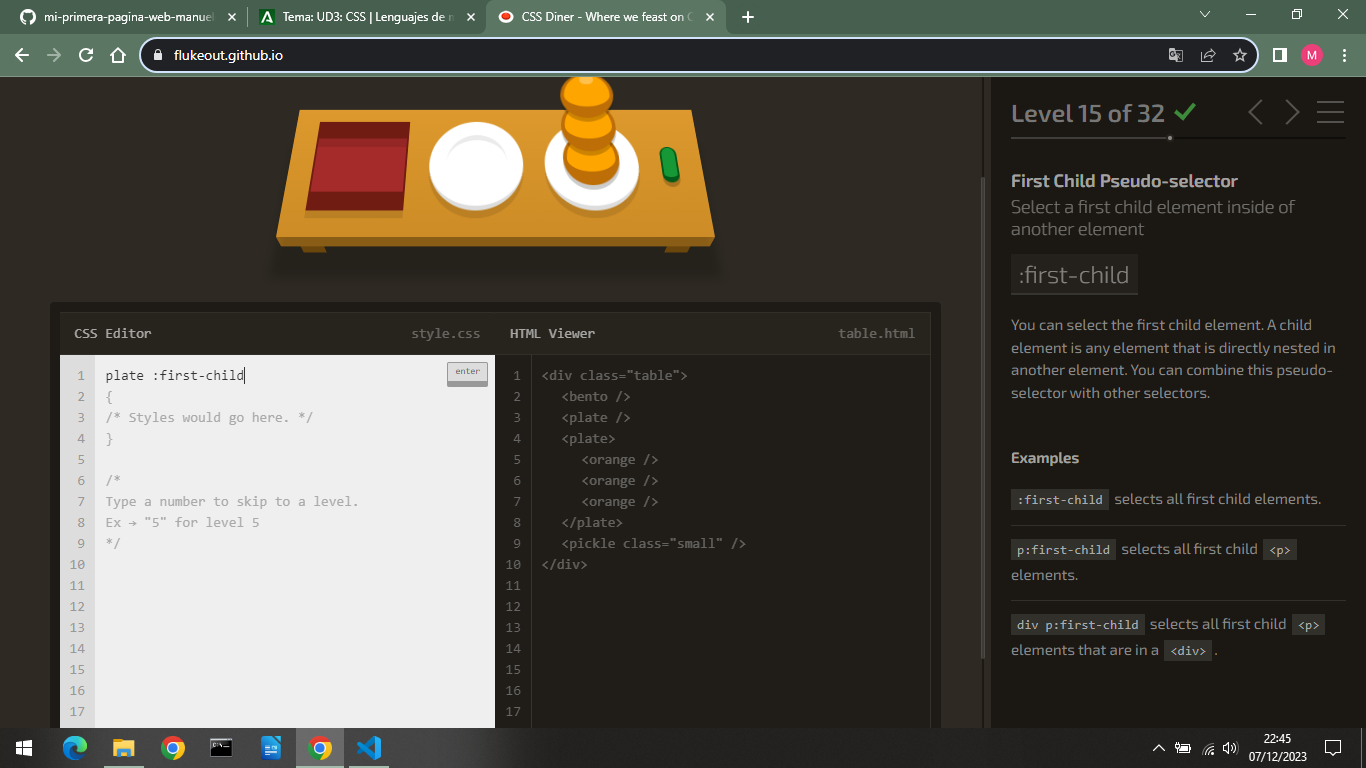 mi-primera-pagina-web-manuel
Tema: UD3: CSS | Lenguajes de m
CSS Diner - Where we feast on C
flukeout.github.io
M
Level 15 of 32
First Child Pseudo-selector
Select a first child element inside of
another element
:first-child
You can select the first child element. A child
element is any element that is directly nested in
another element. You can combine this pseudo-
selector with other selectors.
Examples
:first-child selects all first child elements.
p:first-child selects all first child <p>
elements.
div p:first-child selects all first child <p>
elements that are in a <div> .
CSS Editor style.css
HTML Viewer table.html
enter
1 plate :first-child
2 {
3 /* Styles would go here. */
4 }
5
6 /*
7 Type a number to skip to a level.
8 Ex → "5" for level 5
9 */
10
11
12
13
14
15
16
17
1 <div class="table">
2 <bento />
3 <plate />
4 <plate>
5 <orange />
6 <orange />
7 <orange />
8 </plate>
9 <pickle class="small" />
10 </div>
11
12
13
14
15
16
17
22:45
07/12/2023